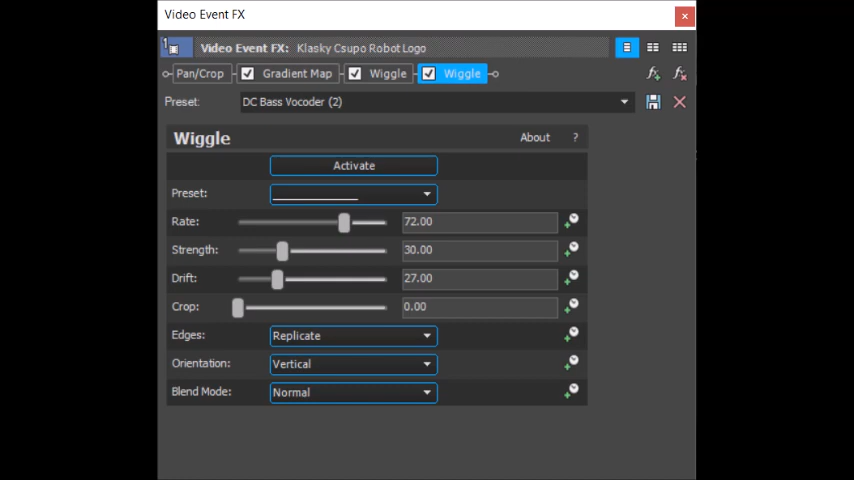 Video Event FX
1
Video Event FX: Klasky Csupo Robot Logo
Pan/Crop Gradient Map Wiggle Wiggle
Preset: DC Bass Vocoder (2)
Wiggle About ?
Activate
Preset: ______________
Rate: 72.00
Strength: 30.00
Drift: 27.00
Crop: 0.00
Edges: Replicate
Orientation: Vertical
Blend Mode: Normal